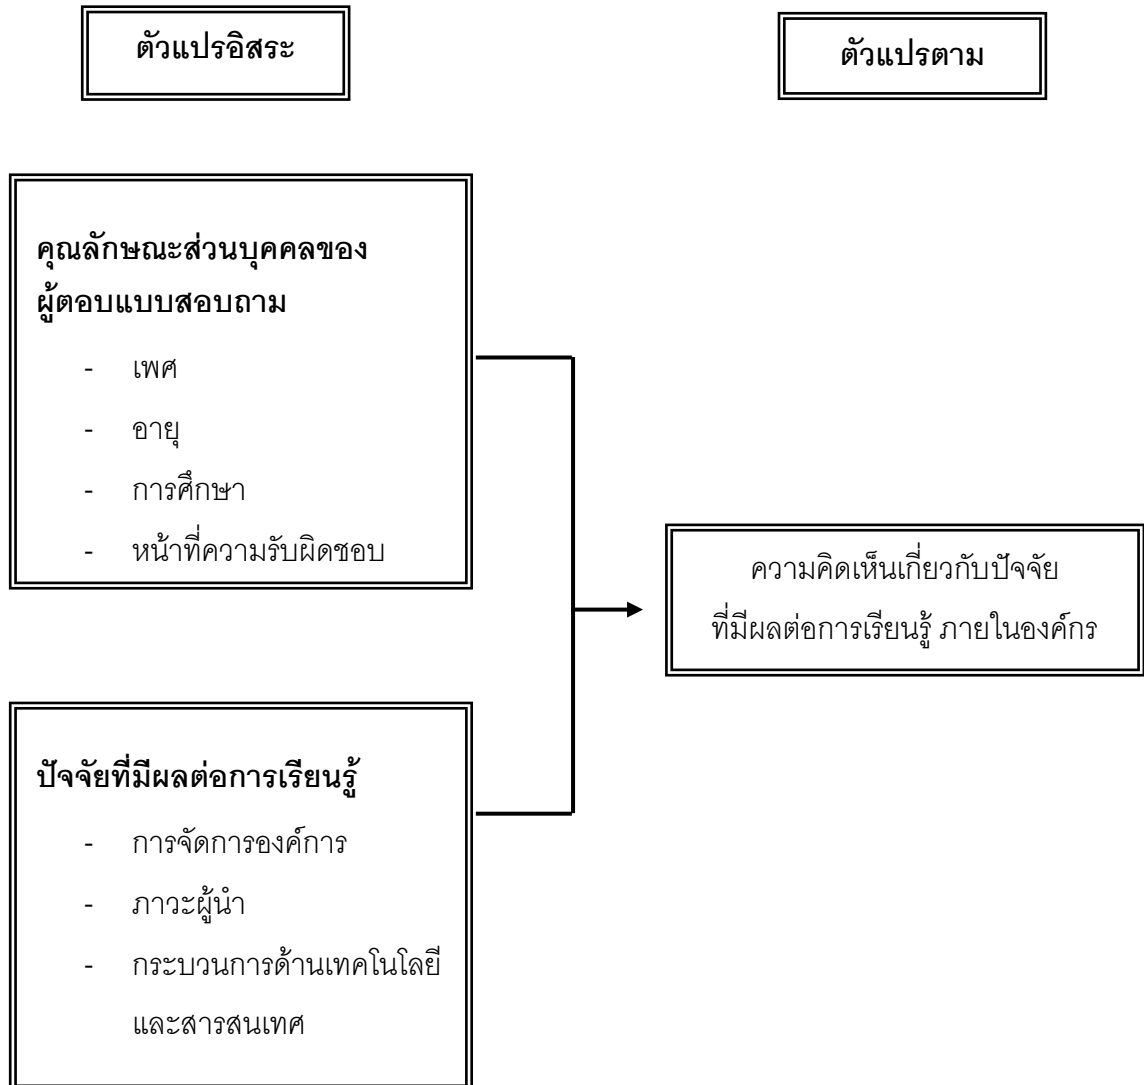 ตัวแปรอิสระ
ตัวแปรตาม
คุณลักษณะส่วนบุคคลของ
ผู้ตอบแบบสอบถาม
- เพศ
- อายุ
- การศึกษา
- หน้าที่ความรับผิดชอบ
ความคิดเห็นเกี่ยวกับปัจจัย
ที่มีผลต่อการเรียนรู้ ภายในองค์กร
ปัจจัยที่มีผลต่อการเรียนรู้
- การจัดการองค์การ
- ภาวะผู้นำ
- กระบวนการด้านเทคโนโลยี
และสารสนเทศ